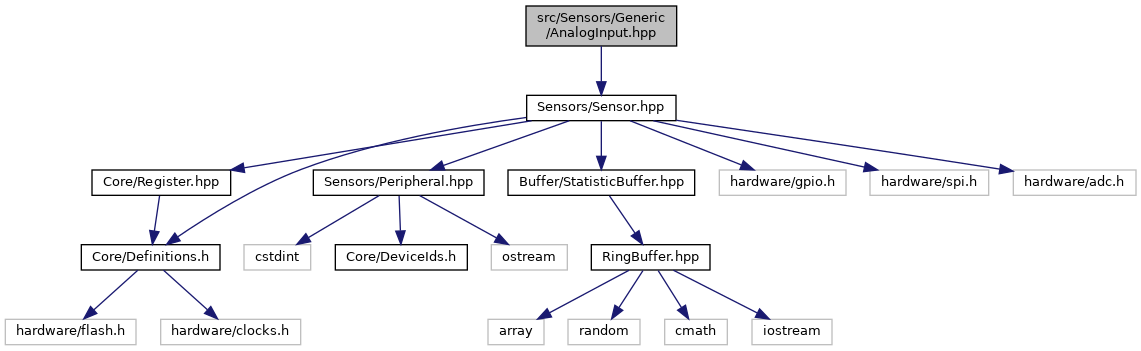 src/Sensors/Generic
/AnalogInput.hpp
Sensors/Sensor.hpp
Core/Register.hpp
Sensors/Peripheral.hpp
Buffer/StatisticBuffer.hpp
hardware/gpio.h
hardware/spi.h
hardware/adc.h
Core/Definitions.h
cstdint
Core/DeviceIds.h
ostream
RingBuffer.hpp
hardware/flash.h
hardware/clocks.h
array
random
cmath
iostream